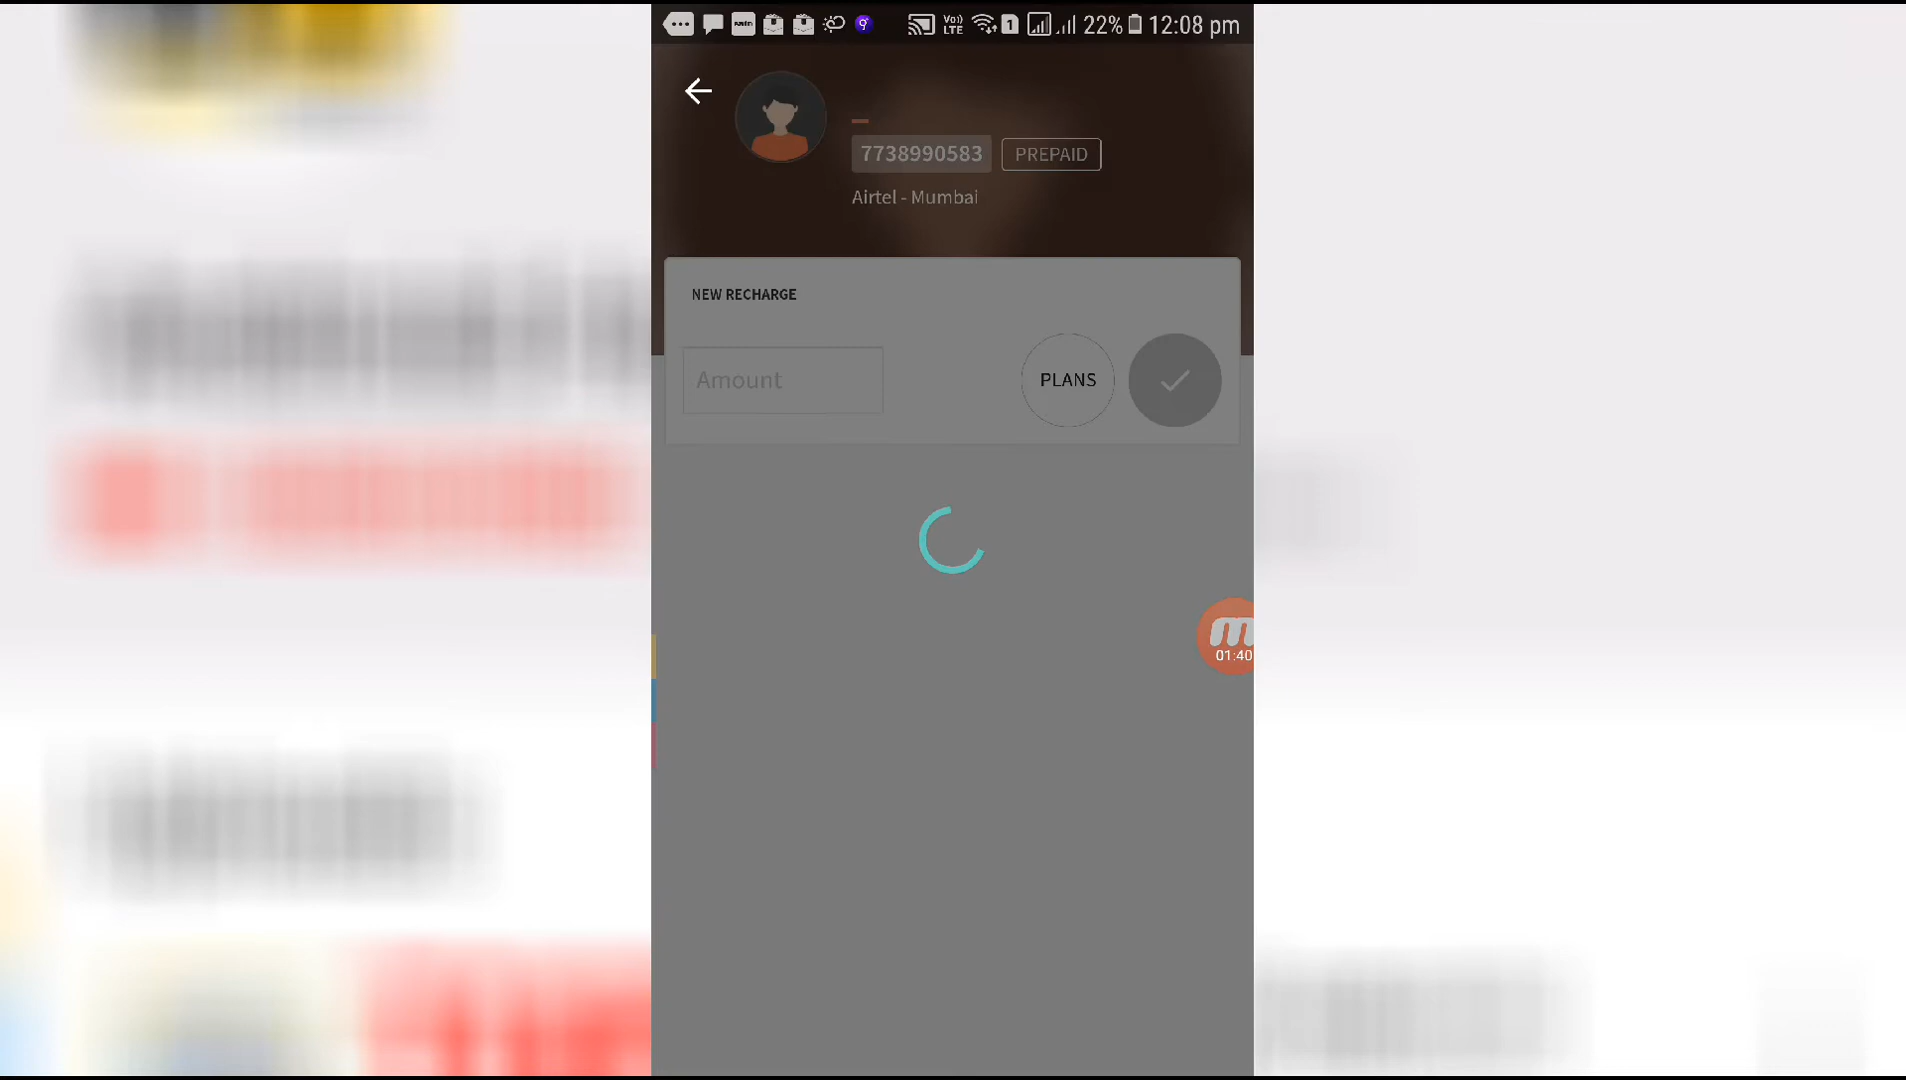 22% 12:08 pm
7738990583 PREPAID
Airtel - Mumbai
NEW RECHARGE
Amount PLANS
01:40